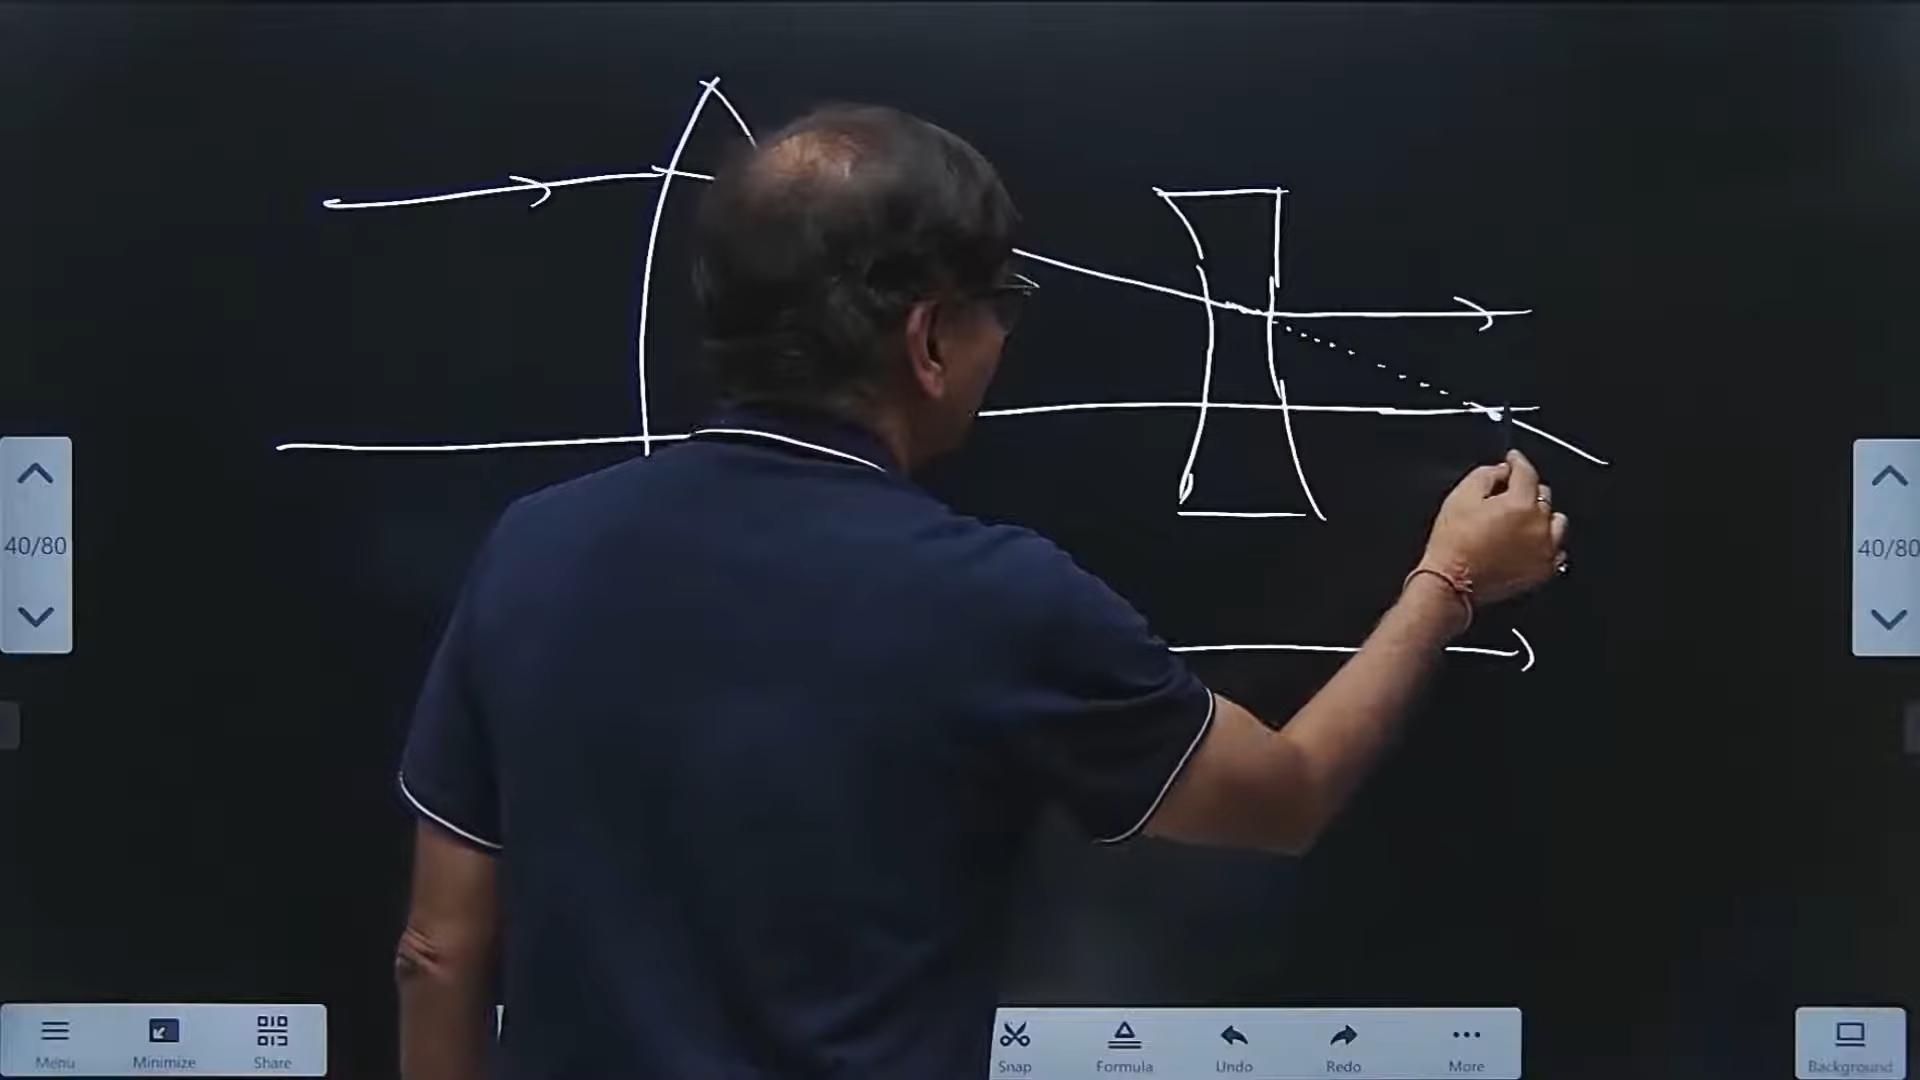 40/80
40/80
Menu
Minimize
Share
Snap
Formula
Undo
Redo
More
Background